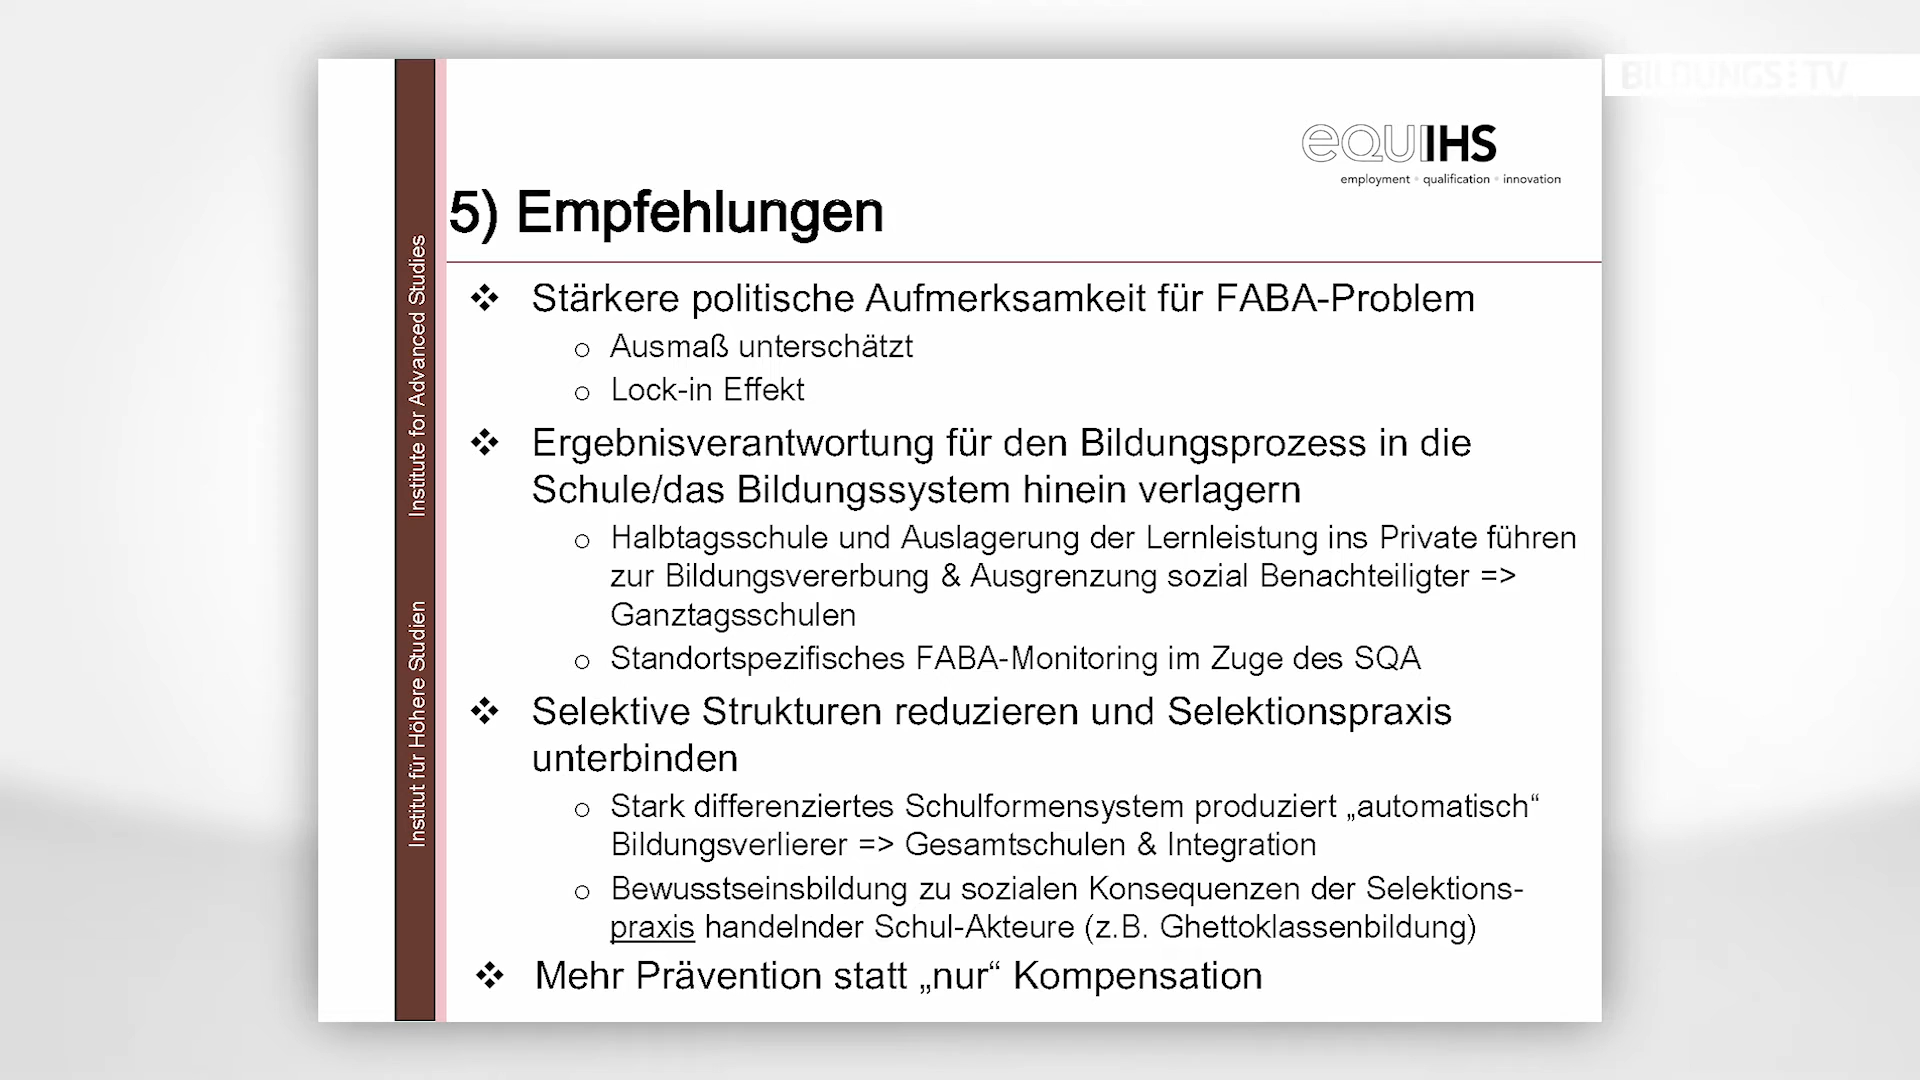 BILDUNGS:TV
equi IHS
employment • qualification • innovation
5) Empfehlungen
Institute for Advanced Studies
Institut für Höhere Studien
❖ Stärkere politische Aufmerksamkeit für FABA-Problem
o Ausmaß unterschätzt
o Lock-in Effekt
❖ Ergebnisverantwortung für den Bildungsprozess in die
Schule/das Bildungssystem hinein verlagern
o Halbtagsschule und Auslagerung der Lernleistung ins Private führen
zur Bildungsvererbung & Ausgrenzung sozial Benachteiligter =>
Ganztagsschulen
o Standortspezifisches FABA-Monitoring im Zuge des SQA
❖ Selektive Strukturen reduzieren und Selektionspraxis
unterbinden
o Stark differenziertes Schulformensystem produziert „automatisch“
Bildungsverlierer => Gesamtschulen & Integration
o Bewusstseinsbildung zu sozialen Konsequenzen der Selektions-
praxis handelnder Schul-Akteure (z.B. Ghettoklassenbildung)
❖ Mehr Prävention statt „nur“ Kompensation